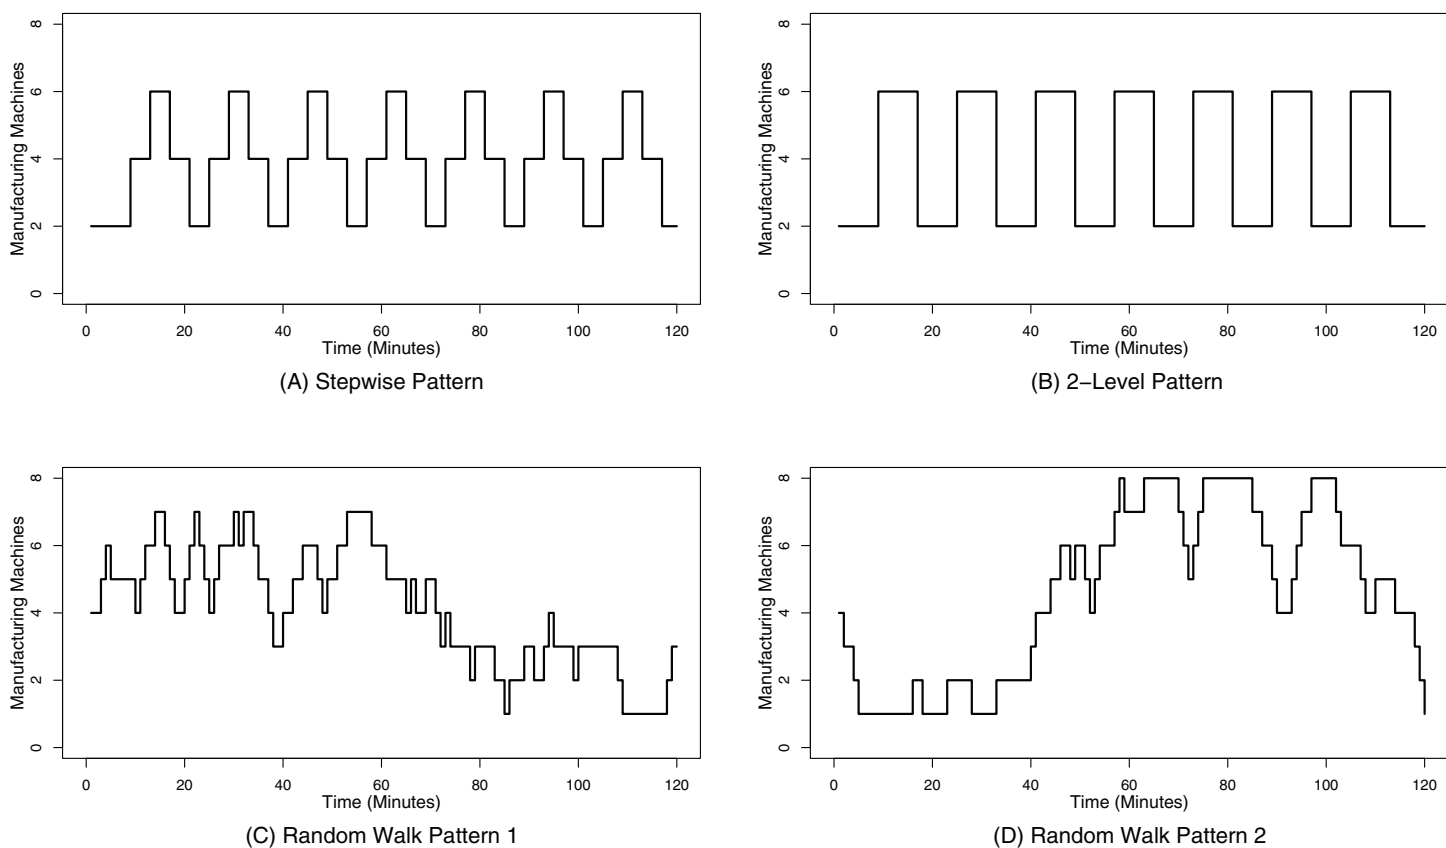 8
6
4
2
0
Manufacturing Machines
0 20 40 60 80 100 120
Time (Minutes)
(A) Stepwise Pattern
8
6
4
2
0
Manufacturing Machines
0 20 40 60 80 100 120
Time (Minutes)
(B) 2−Level Pattern
8
6
4
2
0
Manufacturing Machines
0 20 40 60 80 100 120
Time (Minutes)
(C) Random Walk Pattern 1
8
6
4
2
0
Manufacturing Machines
0 20 40 60 80 100 120
Time (Minutes)
(D) Random Walk Pattern 2